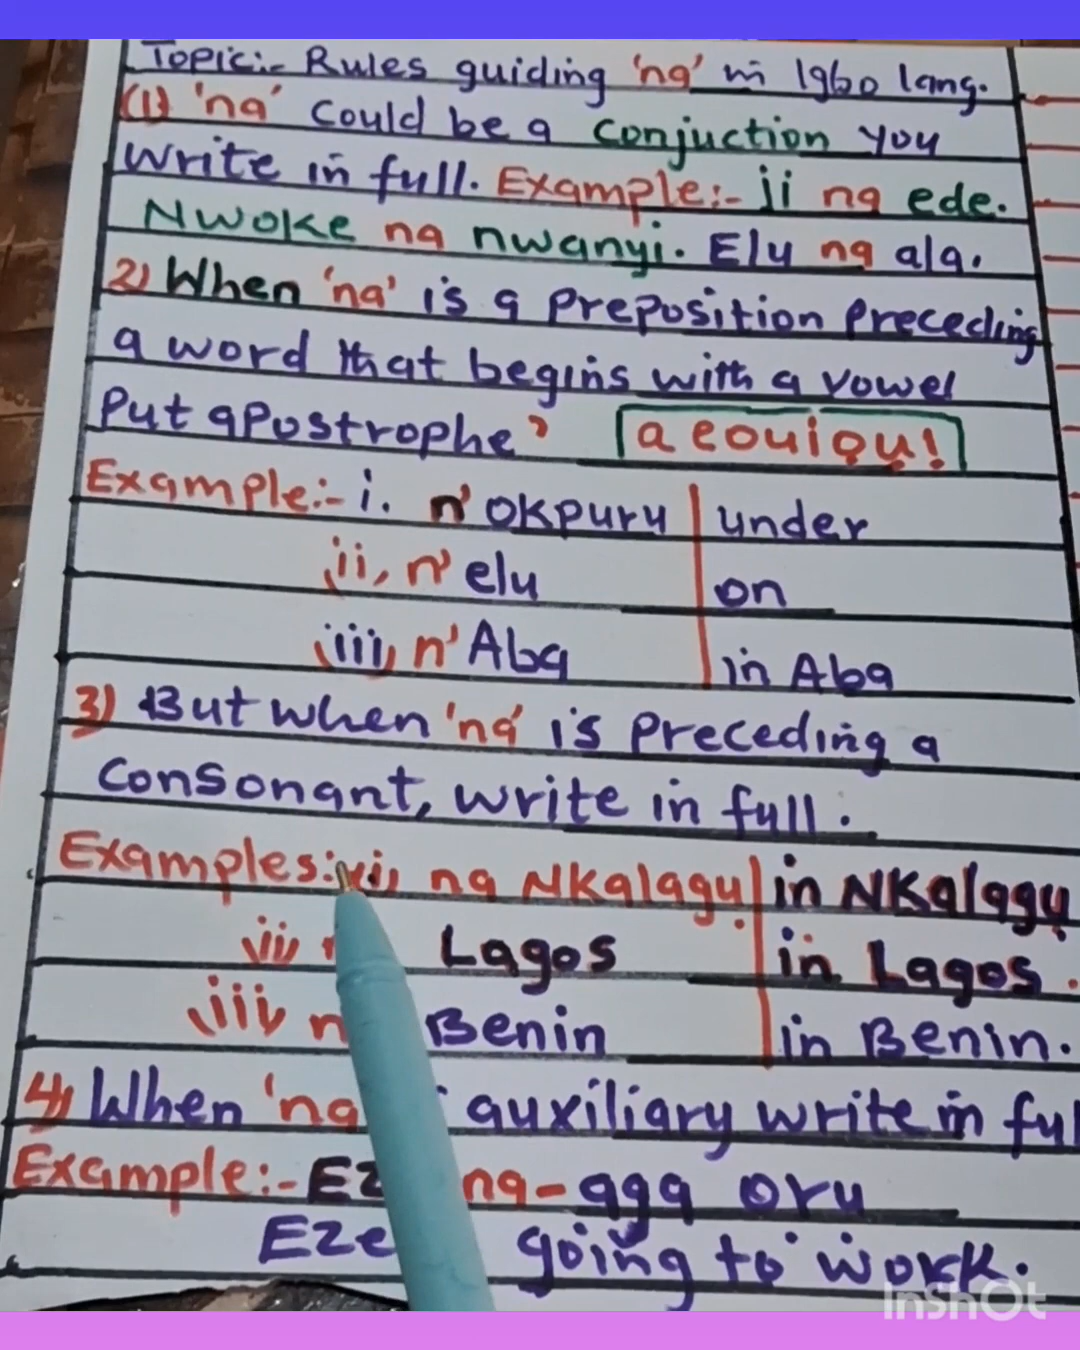 Topic:- Rules guiding 'na' in Igbo lang.
(1) 'na' could be a conjuction you
write in full. Example:- ji na ede.
Nwoke na nwanyi. Elu na ala.
2) When 'na' is a preposition preceding
a word that begins with a vowel
put apostrophe ' a e o u i ọ ụ ị
Example:- i. n' okpuru | under
ii, n' elu | on
iii, n' Aba | in Aba
3) But when 'na' is preceding a
consonant, write in full.
Examples:- i, na Nkalagụ | in Nkalagụ
ii Lagos | in Lagos.
iii, Benin | in Benin.
4) When 'na auxiliary write in ful
Example:- na-aga oru
Eze going to work.
InShOt